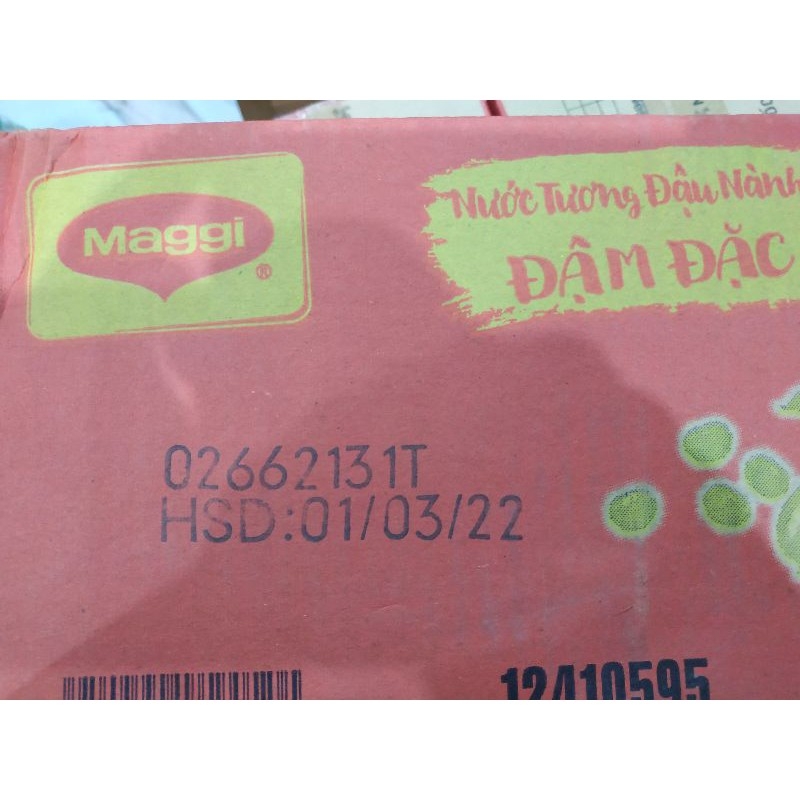 Maggi
®
Nước Tương Đậu Nành
ĐẬM ĐẶC
02662131T
HSD:01/03/22
12410595